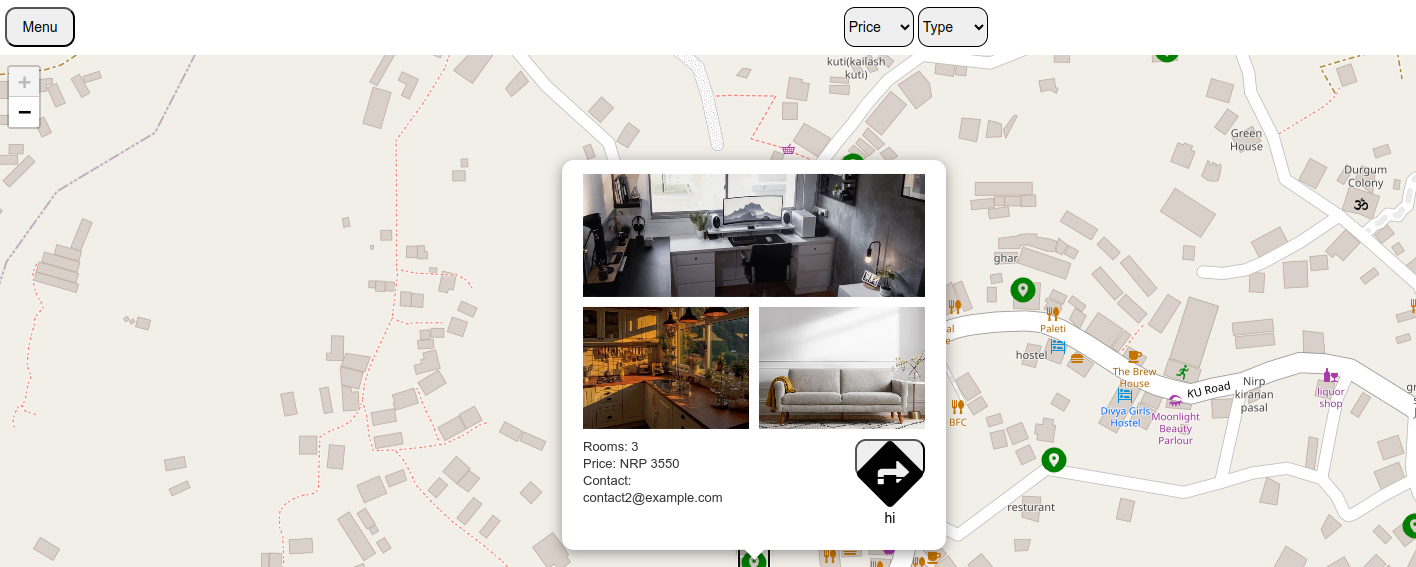 Menu
Price
Type
+
−
kuti(kailash
kuti)
Green
House
Durgum
Colony
ॐ
ghar
Paleti
hostel
The Brew
House
KU Road
Nirp
kiranan
pasal
liquor
shop
Divya Girls
Hostel
Moonlight
Beauty
Parlour
BFC
resturant
Rooms: 3
Price: NRP 3550
Contact:
contact2@example.com
hi